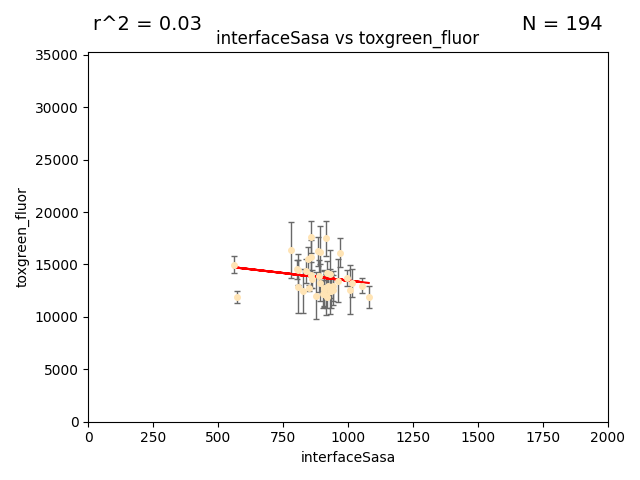 r^2 = 0.03
N = 194
interfaceSasa vs toxgreen_fluor
35000
30000
25000
20000
15000
10000
5000
0
toxgreen_fluor
0 250 500 750 1000 1250 1500 1750 2000
interfaceSasa